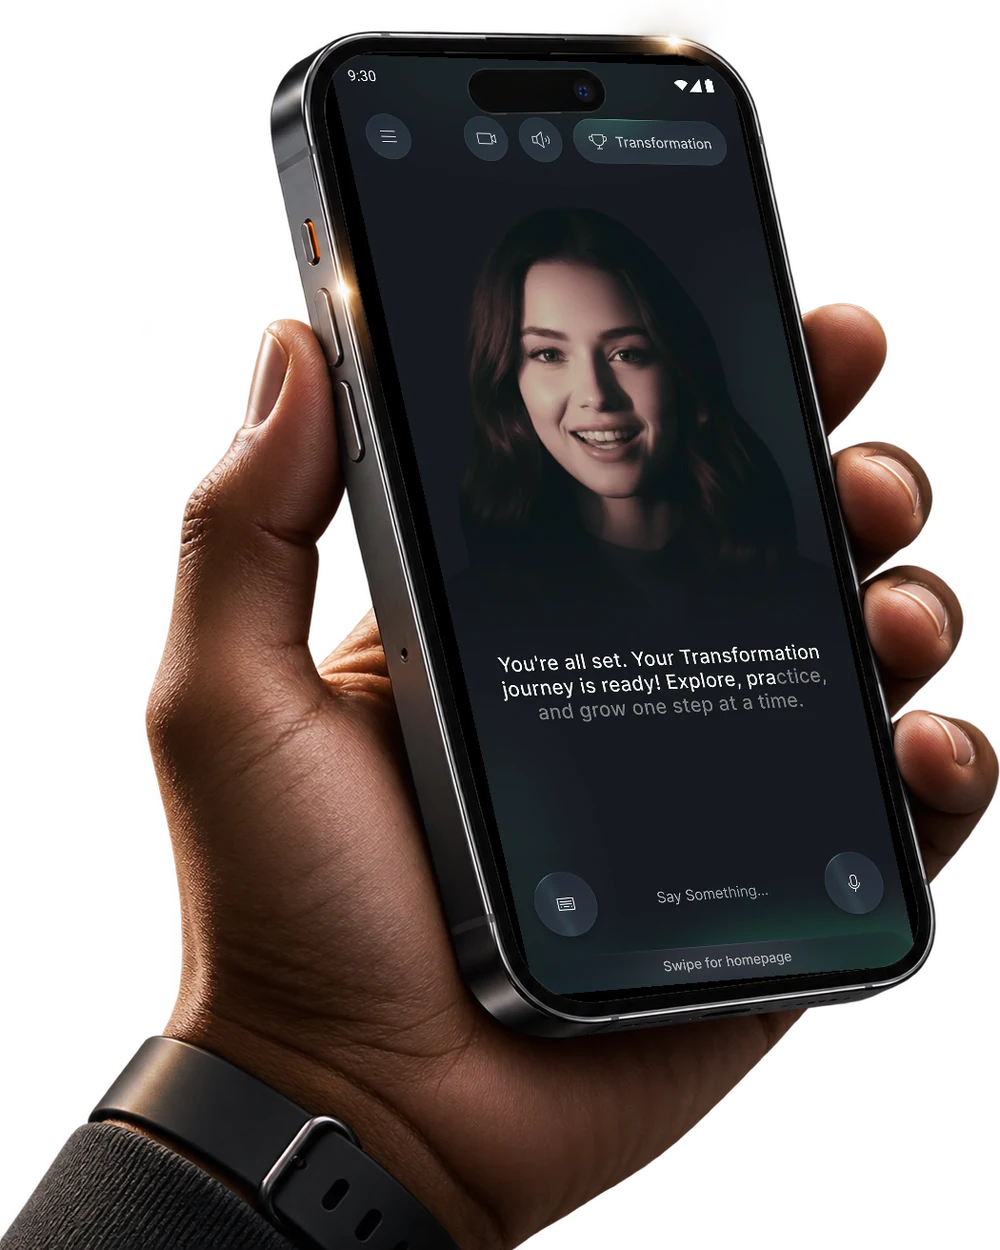 9:30
Transformation
You're all set. Your Transformation
journey is ready! Explore, practice,
and grow one step at a time.
Say Something...
Swipe for homepage